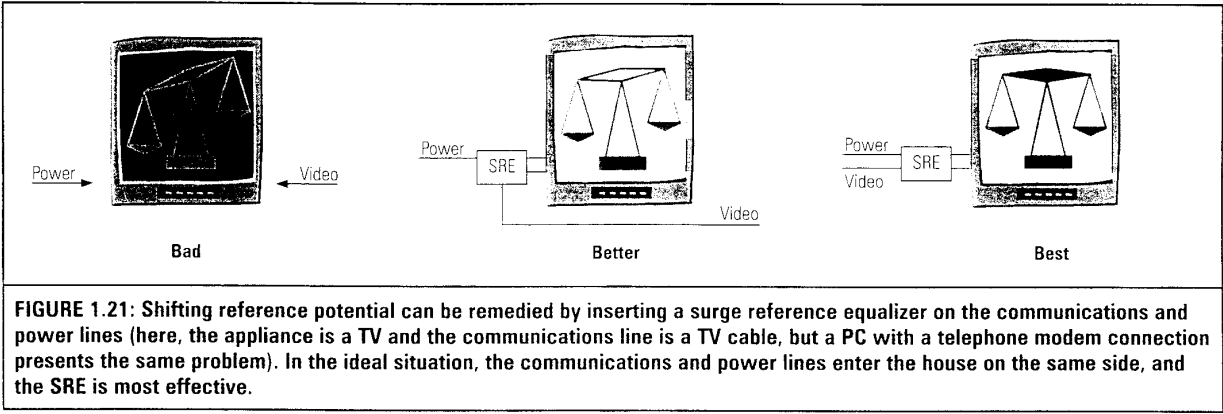 Power
Video
Bad
Power
SRE
Video
Better
Power
Video
SRE
Best
FIGURE 1.21: Shifting reference potential can be remedied by inserting a surge reference equalizer on the communications and
power lines (here, the appliance is a TV and the communications line is a TV cable, but a PC with a telephone modem connection
presents the same problem). In the ideal situation, the communications and power lines enter the house on the same side, and
the SRE is most effective.